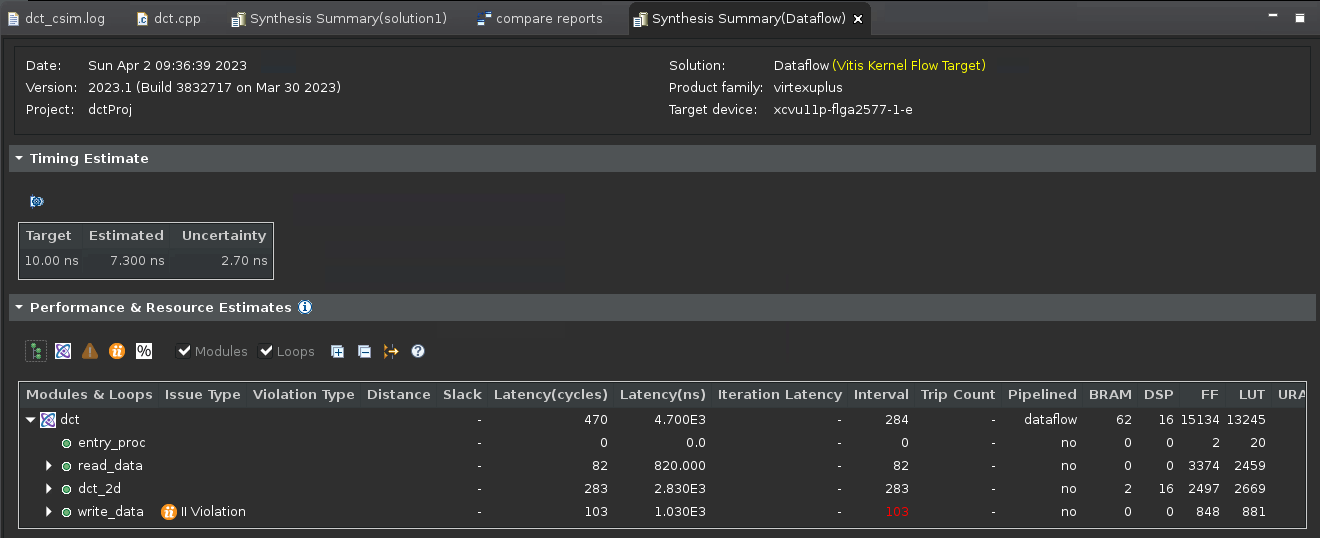 dct_csim.log dct.cpp Synthesis Summary(solution1) compare reports Synthesis Summary(Dataflow)
Date: Sun Apr 2 09:36:39 2023 Solution: Dataflow (Vitis Kernel Flow Target)
Version: 2023.1 (Build 3832717 on Mar 30 2023) Product family: virtexuplus
Project: dctProj Target device: xcvu11p-flga2577-1-e
Timing Estimate
Target Estimated Uncertainty
10.00 ns 7.300 ns 2.70 ns
Performance & Resource Estimates
% Modules Loops
Modules & Loops Issue Type Violation Type Distance Slack Latency(cycles) Latency(ns) Iteration Latency Interval Trip Count Pipelined BRAM DSP FF LUT URA
dct - 470 4.700E3 - 284 - dataflow 62 16 15134 13245
entry_proc - 0 0.0 - 0 - no 0 0 2 20
read_data - 82 820.000 - 82 - no 0 0 3374 2459
dct_2d - 283 2.830E3 - 283 - no 2 16 2497 2669
write_data II Violation - 103 1.030E3 - 103 - no 0 0 848 881